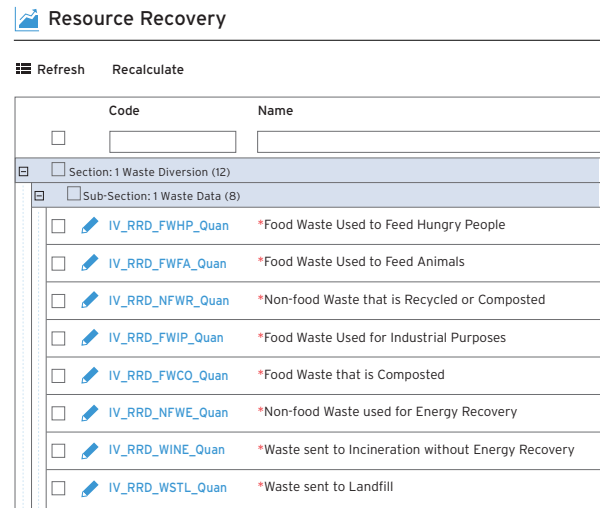 Resource Recovery
Refresh Recalculate
Code Name
Section: 1 Waste Diversion (12)
Sub-Section: 1 Waste Data (8)
IV_RRD_FWHP_Quan *Food Waste Used to Feed Hungry People
IV_RRD_FWFA_Quan *Food Waste Used to Feed Animals
IV_RRD_NFWR_Quan *Non-food Waste that is Recycled or Composted
IV_RRD_FWIP_Quan *Food Waste Used for Industrial Purposes
IV_RRD_FWCO_Quan *Food Waste that is Composted
IV_RRD_NFWE_Quan *Non-food Waste used for Energy Recovery
IV_RRD_WINE_Quan *Waste sent to Incineration without Energy Recovery
IV_RRD_WSTL_Quan *Waste sent to Landfill